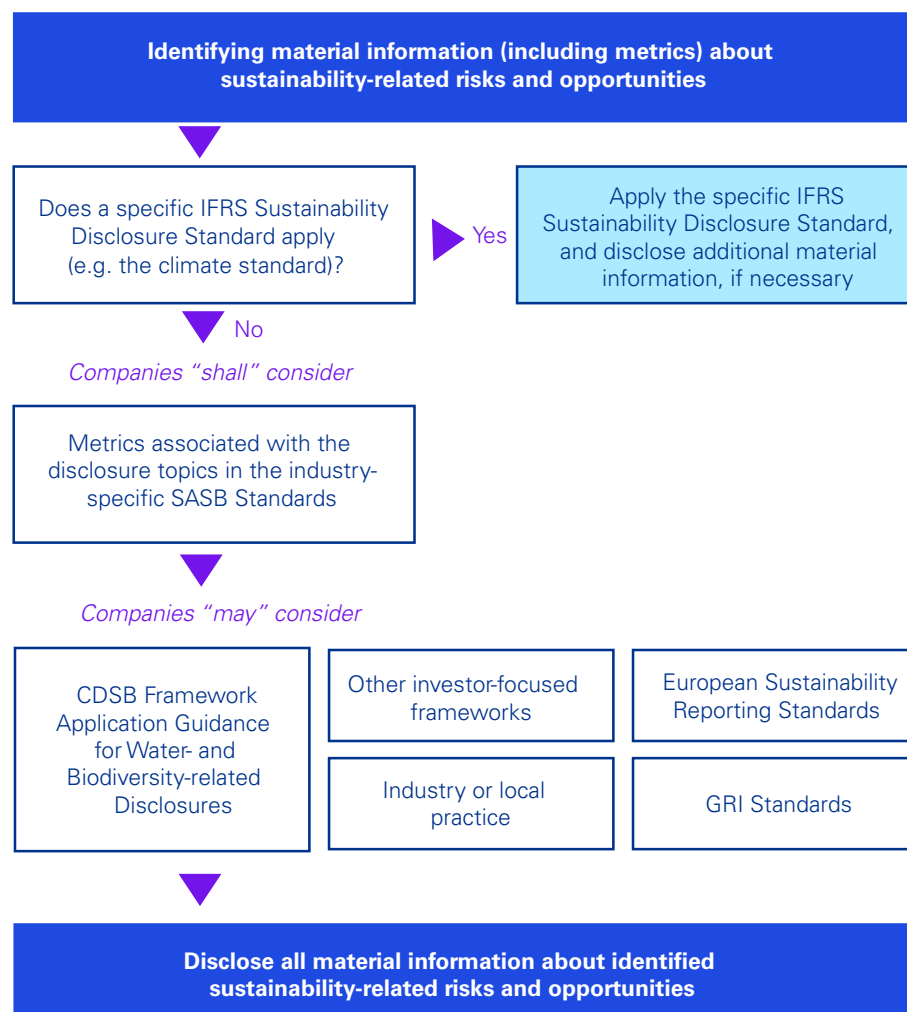 Identifying material information (including metrics) about
sustainability-related risks and opportunities
Does a specific IFRS Sustainability
Disclosure Standard apply
(e.g. the climate standard)?
Yes
Apply the specific IFRS
Sustainability Disclosure Standard,
and disclose additional material
information, if necessary
No
Companies “shall” consider
Metrics associated with the
disclosure topics in the industry-
specific SASB Standards
Companies “may” consider
CDSB Framework
Application Guidance
for Water- and
Biodiversity-related
Disclosures
Other investor-focused
frameworks
European Sustainability
Reporting Standards
Industry or local
practice
GRI Standards
Disclose all material information about identified
sustainability-related risks and opportunities